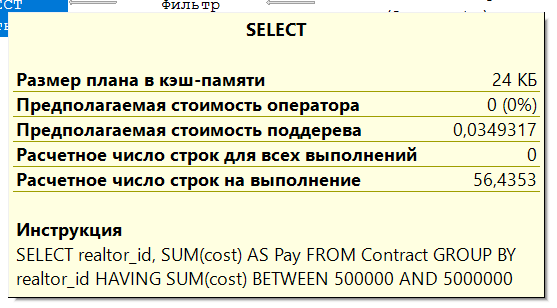 ССТ
Фильтр
SELECT
Размер плана в кэш-памяти 24 КБ
Предполагаемая стоимость оператора 0 (0%)
Предполагаемая стоимость поддерева 0,0349317
Расчетное число строк для всех выполнений 0
Расчетное число строк на выполнение 56,4353
Инструкция
SELECT realtor_id, SUM(cost) AS Pay FROM Contract GROUP BY
realtor_id HAVING SUM(cost) BETWEEN 500000 AND 5000000